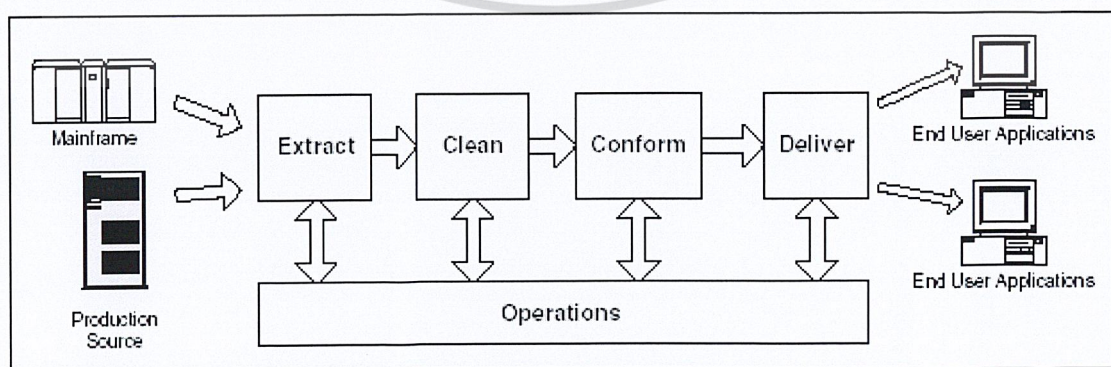 Mainframe
Production
Source
Extract
Clean
Conform
Deliver
Operations
End User Applications
End User Applications